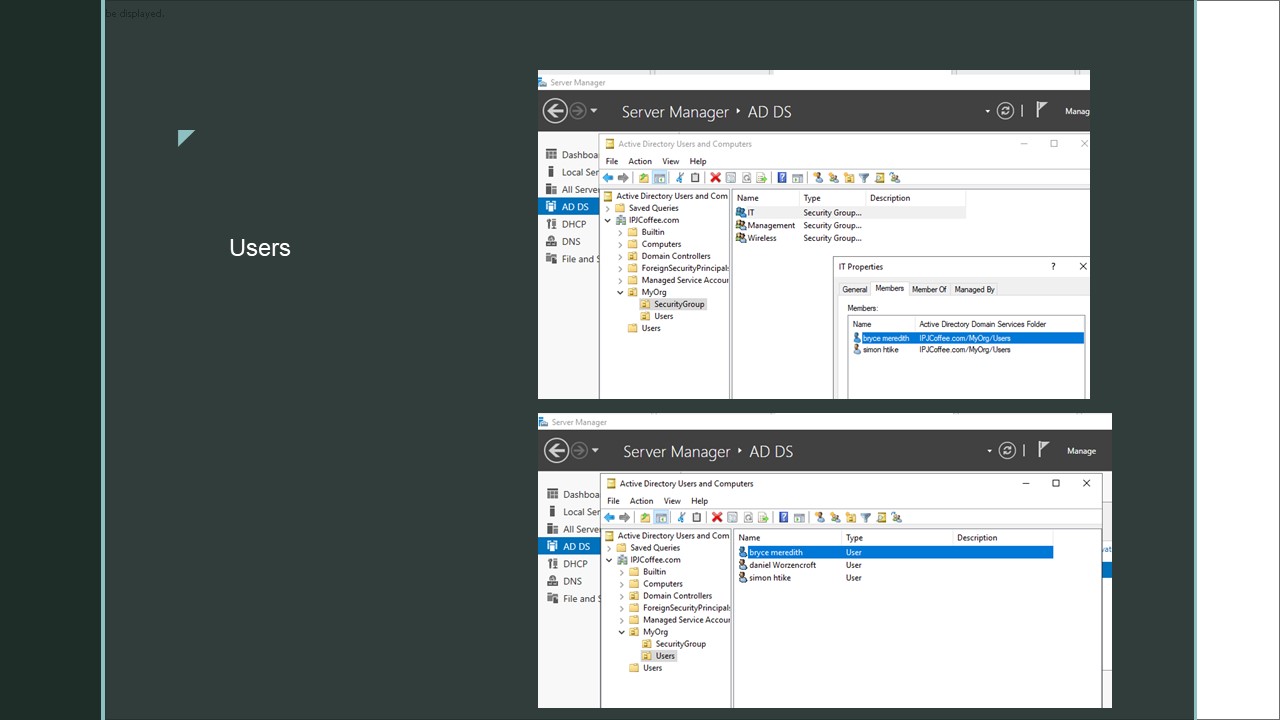 be displayed.
Users
Server Manager
Server Manager AD DS Manag
Active Directory Users and Computers
File Action View Help
Dashboa
Local Ser
All Serve
AD DS
DHCP
DNS
File and S
Active Directory Users and Com
Saved Queries
IPJCoffee.com
Builtin
Computers
Domain Controllers
ForeignSecurityPrincipals
Managed Service Accour
MyOrg
SecurityGroup
Users
Users
Name Type Description
IT Security Group...
Management Security Group...
Wireless Security Group...
IT Properties
General Members Member Of Managed By
Members:
Name Active Directory Domain Services Folder
bryce meredith IPJCoffee.com/MyOrg/Users
simon htike IPJCoffee.com/MyOrg/Users
Server Manager
Server Manager AD DS Manage
Active Directory Users and Computers
File Action View Help
Dashboa
Local Ser
All Serve
AD DS
DHCP
DNS
File and S
Active Directory Users and Com
Saved Queries
IPJCoffee.com
Builtin
Computers
Domain Controllers
ForeignSecurityPrincipals
Managed Service Accour
MyOrg
SecurityGroup
Users
Users
Name Type Description
bryce meredith User
daniel Worzencroft User
simon htike User